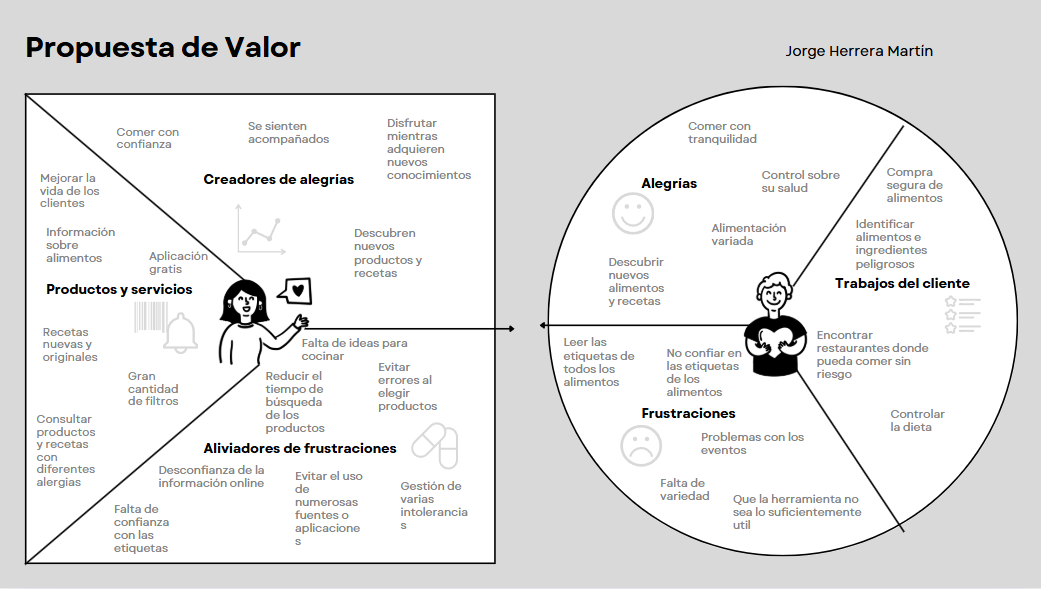 Propuesta de Valor
Jorge Herrera Martín
Comer con
confianza
Se sienten
acompañados
Disfrutar
mientras
adquieren
nuevos
conocimientos
Creadores de alegrías
Descubren
nuevos
productos y
recetas
Mejorar la
vida de los
clientes
Información
sobre
alimentos
Aplicación
gratis
Productos y servicios
Recetas
nuevas y
originales
Gran
cantidad
de filtros
Consultar
productos
y recetas
con
diferentes
alergias
Falta de ideas para
cocinar
Reducir el
tiempo de
búsqueda
de los
productos
Evitar
errores al
elegir
productos
Aliviadores de frustraciones
Desconfianza de la
información online
Evitar el uso
de
numerosas
fuentes o
aplicacione
s
Gestión de
varias
intolerancia
s
Falta de
confianza
con las
etiquetas
Comer con
tranquilidad
Alegrías
Control sobre
su salud
Alimentación
variada
Descubrir
nuevos
alimentos
y recetas
Compra
segura de
alimentos
Identificar
alimentos e
ingredientes
peligrosos
Trabajos del cliente
Encontrar
restaurantes donde
pueda comer sin
riesgo
Controlar
la dieta
Leer las
etiquetas de
todos los
alimentos
No confiar en
las etiquetas
de los
alimentos
Frustraciones
Problemas con los
eventos
Falta de
variedad
Que la herramienta no
sea lo suficientemente
util